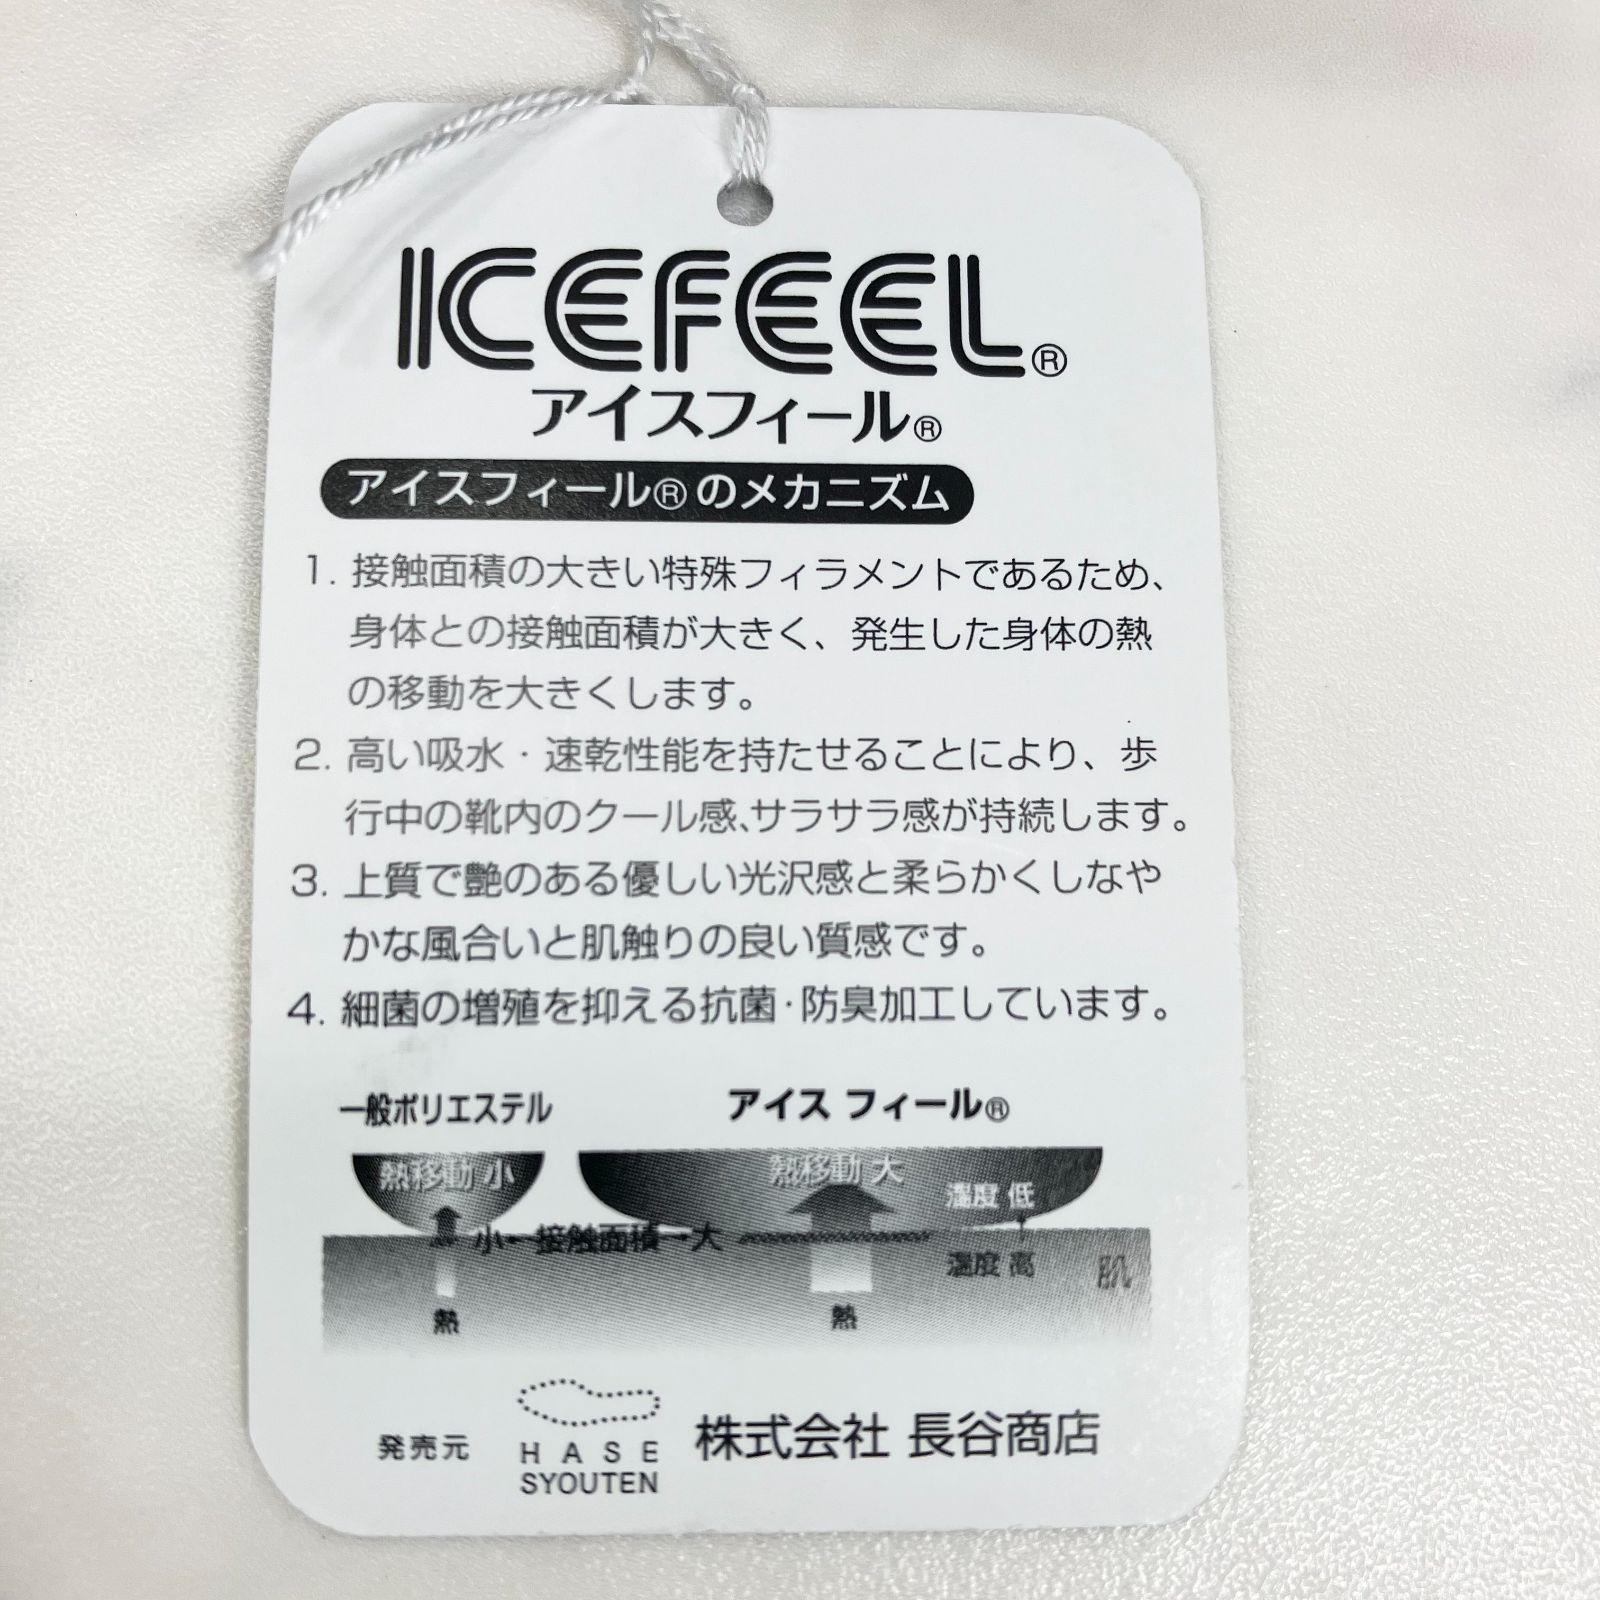 ICEFEEL®
アイスフィール®
アイスフィール®のメカニズム
1. 接触面積の大きい特殊フィラメントであるため、
身体との接触面積が大きく、発生した身体の熱
の移動を大きくします。
2. 高い吸水・速乾性能を持たせることにより、歩
行中の靴内のクール感、サラサラ感が持続します。
3. 上質で艶のある優しい光沢感と柔らかくしなや
かな風合いと肌触りの良い質感です。
4. 細菌の増殖を抑える抗菌・防臭加工しています。
一般ポリエステル
アイス フィール®
熱移動 小
熱移動 大
温度 低
小←接触面積→大
温度 高
肌
熱
熱
発売元
HASE
SYOUTEN
株式会社 長谷商店